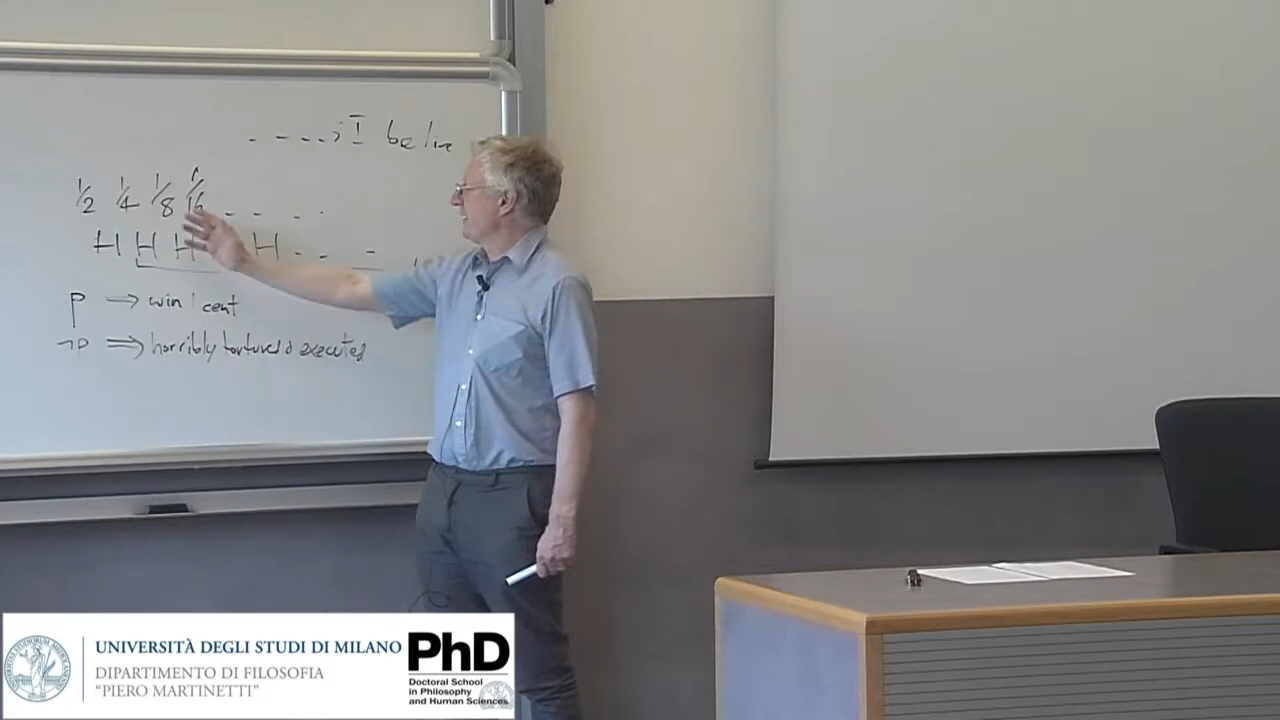 - - - - → I believe
1/2 1/4 1/8 1/16 - - - -
H H H H - - -
P → win 1 cent
¬P ⇒ horribly tortured & executed
UNIVERSITÀ DEGLI STUDI DI MILANO
DIPARTIMENTO DI FILOSOFIA
"PIERO MARTINETTI"
PhD
Doctoral School
in Philosophy
and Human Sciences